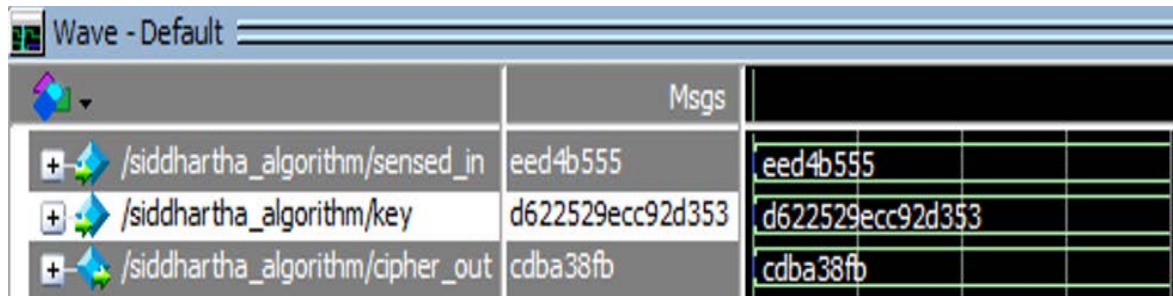 Wave - Default
Msgs
/siddhartha_algorithm/sensed_in eed4b555 eed4b555
/siddhartha_algorithm/key d622529ecc92d353 d622529ecc92d353
/siddhartha_algorithm/cipher_out cdba38fb cdba38fb